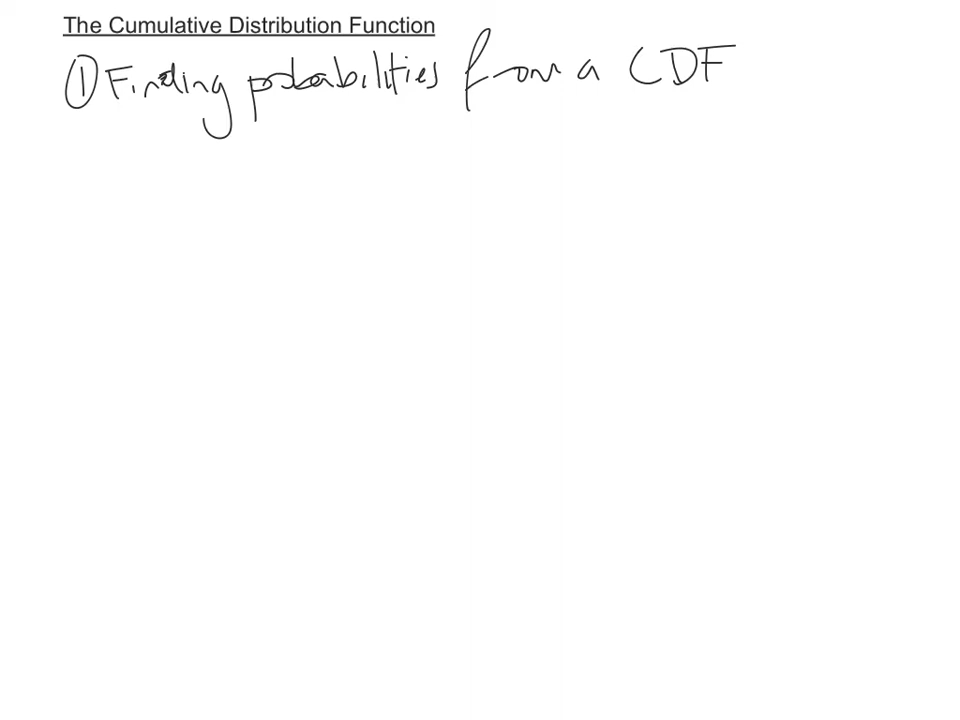 The Cumulative Distribution Function
① Finding probabilities from a CDF